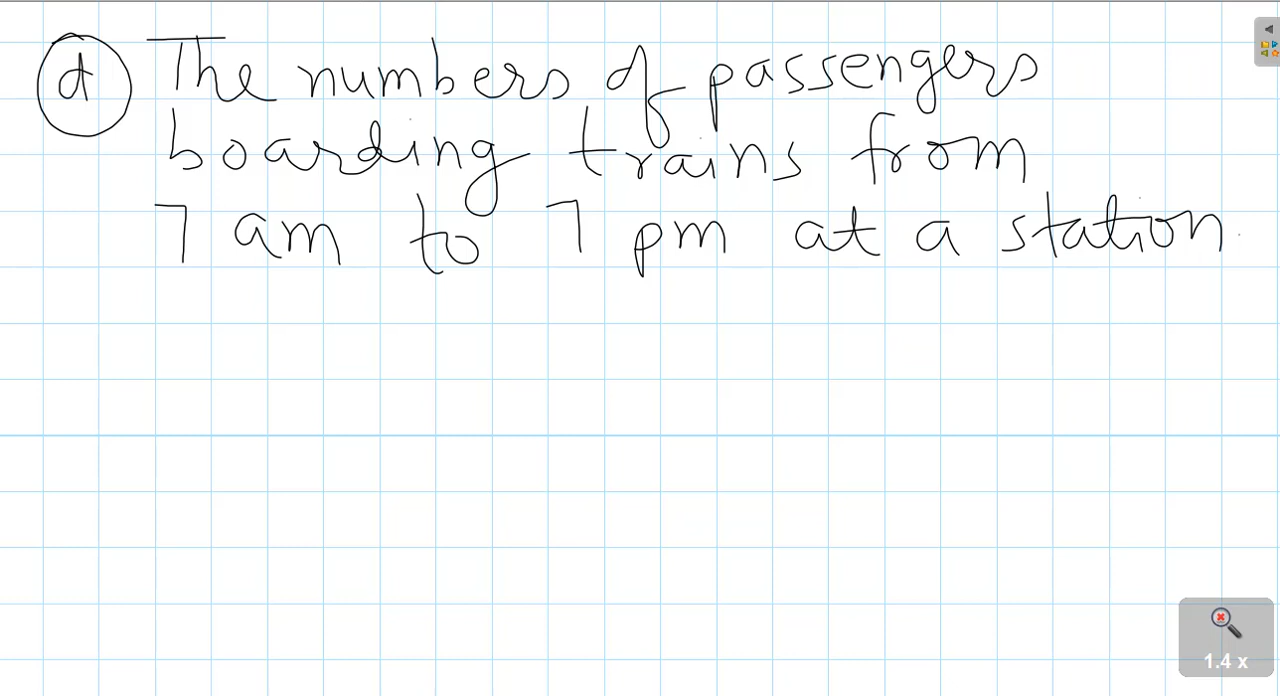 d The numbers of passengers
boarding trains from
7 am to 7 pm at a station.
1.4 x